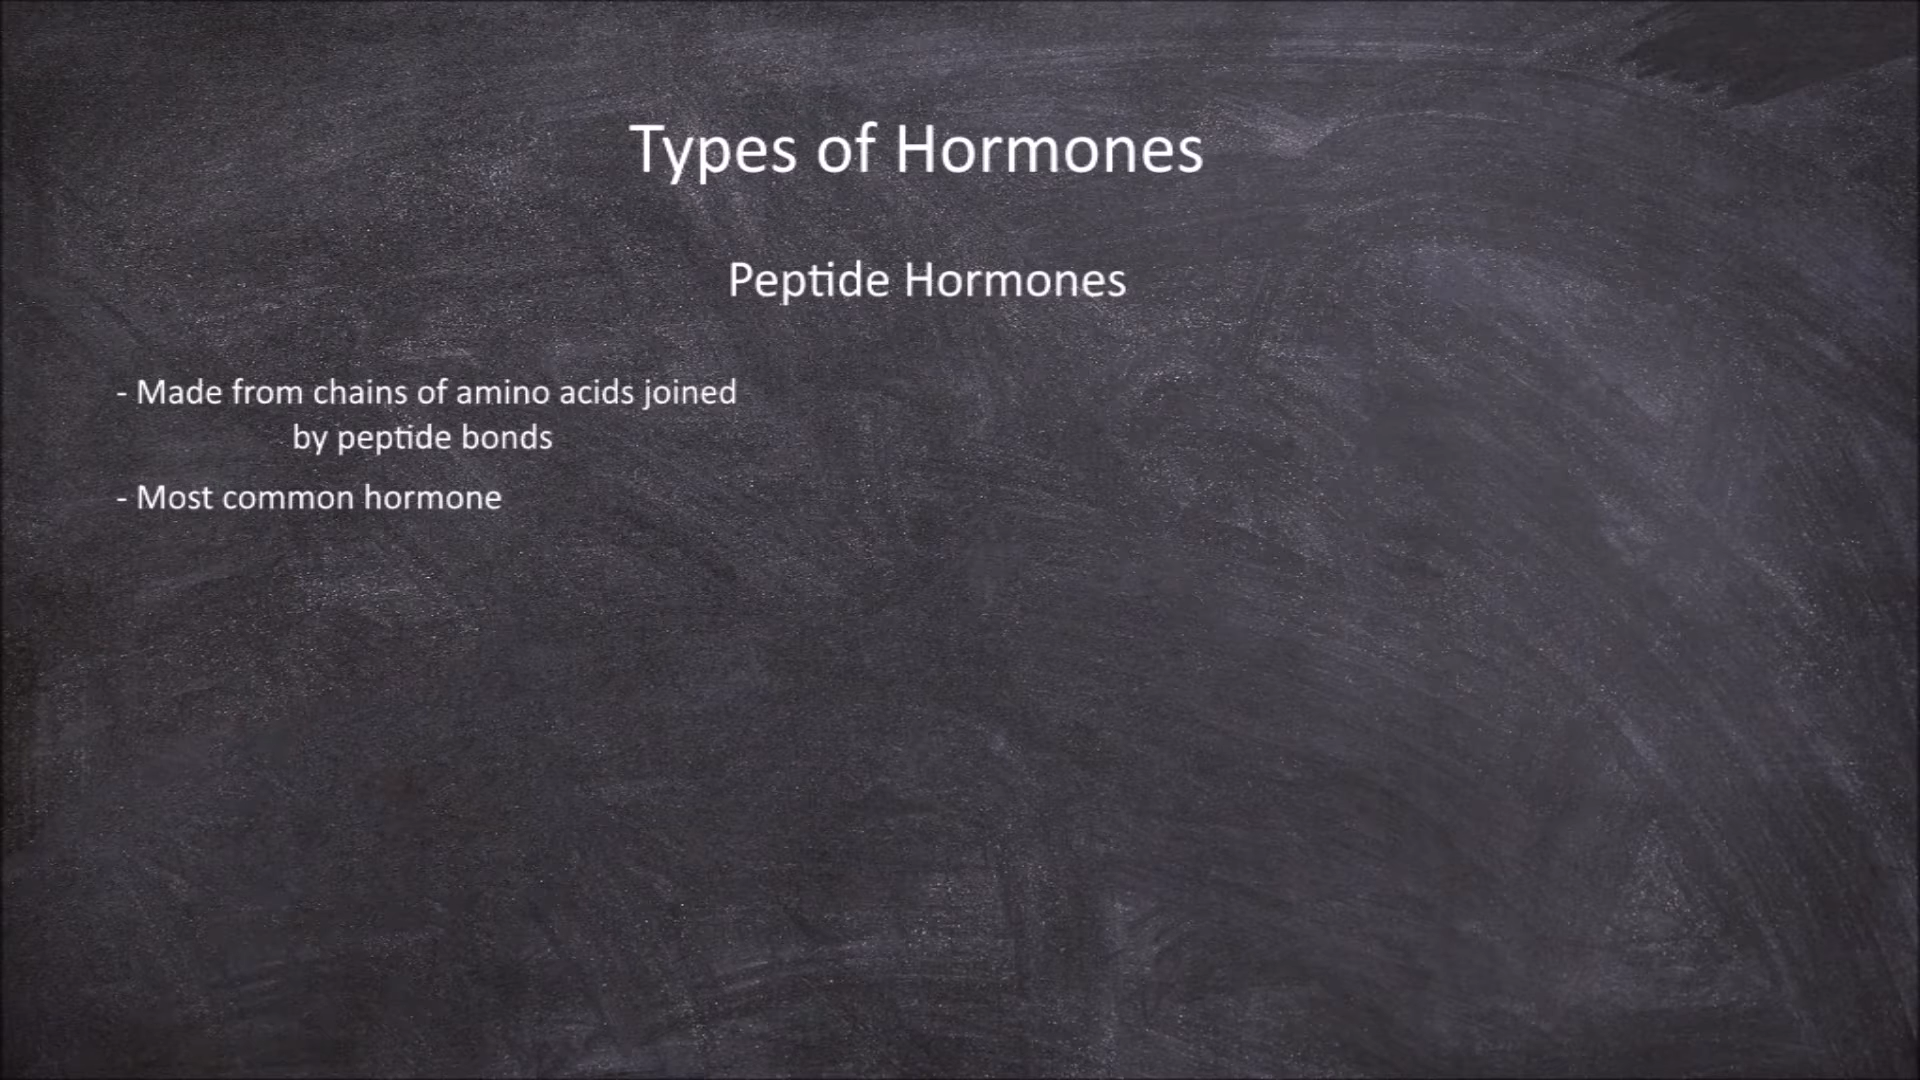 Types of Hormones
Peptide Hormones
- Made from chains of amino acids joined
by peptide bonds
- Most common hormone